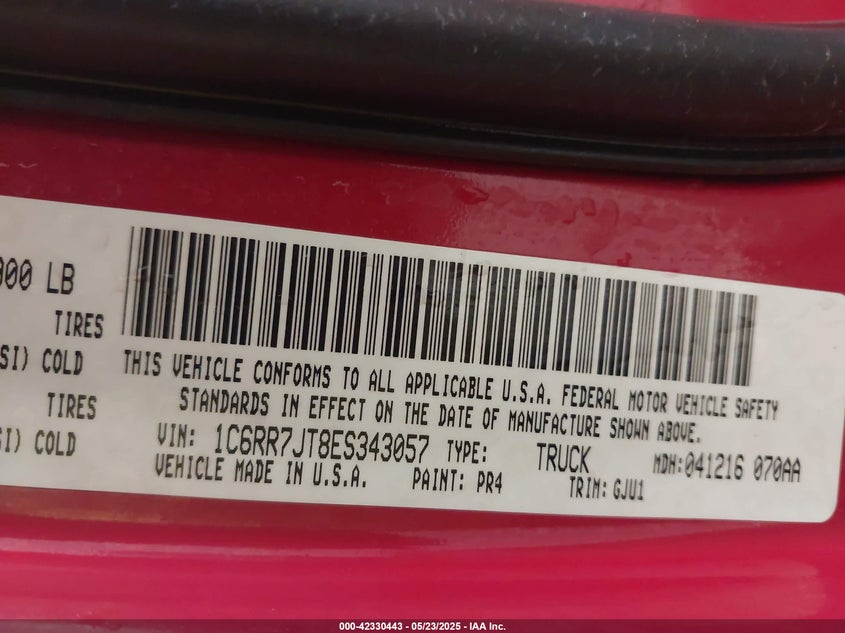 000 LB
TIRES
SI) COLD
TIRES
SI) COLD
THIS VEHICLE CONFORMS TO ALL APPLICABLE U.S.A. FEDERAL MOTOR VEHICLE SAFETY
STANDARDS IN EFFECT ON THE DATE OF MANUFACTURE SHOWN ABOVE.
VIN: 1C6RR7JT8ES343057 TYPE: TRUCK MDH:041216 070AA
VEHICLE MADE IN U.S.A. PAINT: PR4 TRIM: GJU1
000-42330443 — 05/23/2025 — IAA Inc.